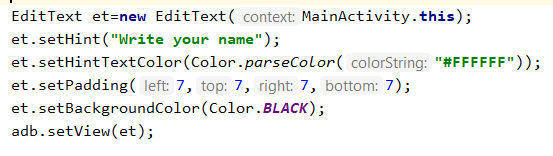 EditText et=new EditText( context: MainActivity.this);
et.setHint("Write your name");
et.setHintTextColor(Color.parseColor( colorString: "#FFFFFF"));
et.setPadding( left: 7, top: 7, right: 7, bottom: 7);
et.setBackgroundColor(Color.BLACK);
adb.setView(et);